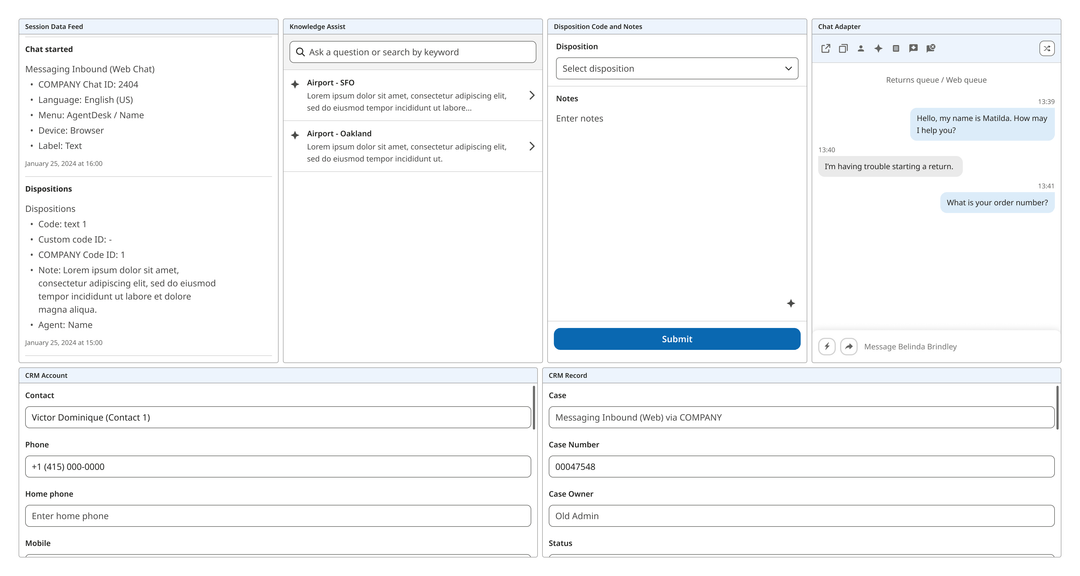 Session Data Feed
Chat started
Messaging Inbound (Web Chat)
• COMPANY Chat ID: 2404
• Language: English (US)
• Menu: AgentDesk / Name
• Device: Browser
• Label: Text
January 25, 2024 at 16:00
Dispositions
Dispositions
• Code: text 1
• Custom code ID: -
• COMPANY Code ID: 1
• Note: Lorem ipsum dolor sit amet,
consectetur adipiscing elit, sed do eiusmod
tempor incididunt ut labore et dolore
magna aliqua.
• Agent: Name
January 25, 2024 at 15:00
Knowledge Assist
Ask a question or search by keyword
Airport - SFO
Lorem ipsum dolor sit amet, consectetur adipiscing elit,
sed do eiusmod tempor incididunt ut labore...
Airport - Oakland
Lorem ipsum dolor sit amet, consectetur adipiscing elit,
sed do eiusmod tempor incididunt ut.
Disposition Code and Notes
Disposition
Select disposition
Notes
Enter notes
Submit
Chat Adapter
Returns queue / Web queue
13:39
Hello, my name is Matilda. How may
I help you?
13:40
I'm having trouble starting a return.
13:41
What is your order number?
Message Belinda Brindley
CRM Account
Contact
Victor Dominique (Contact 1)
Phone
+1 (415) 000-0000
Home phone
Enter home phone
Mobile
CRM Record
Case
Messaging Inbound (Web) via COMPANY
Case Number
00047548
Case Owner
Old Admin
Status